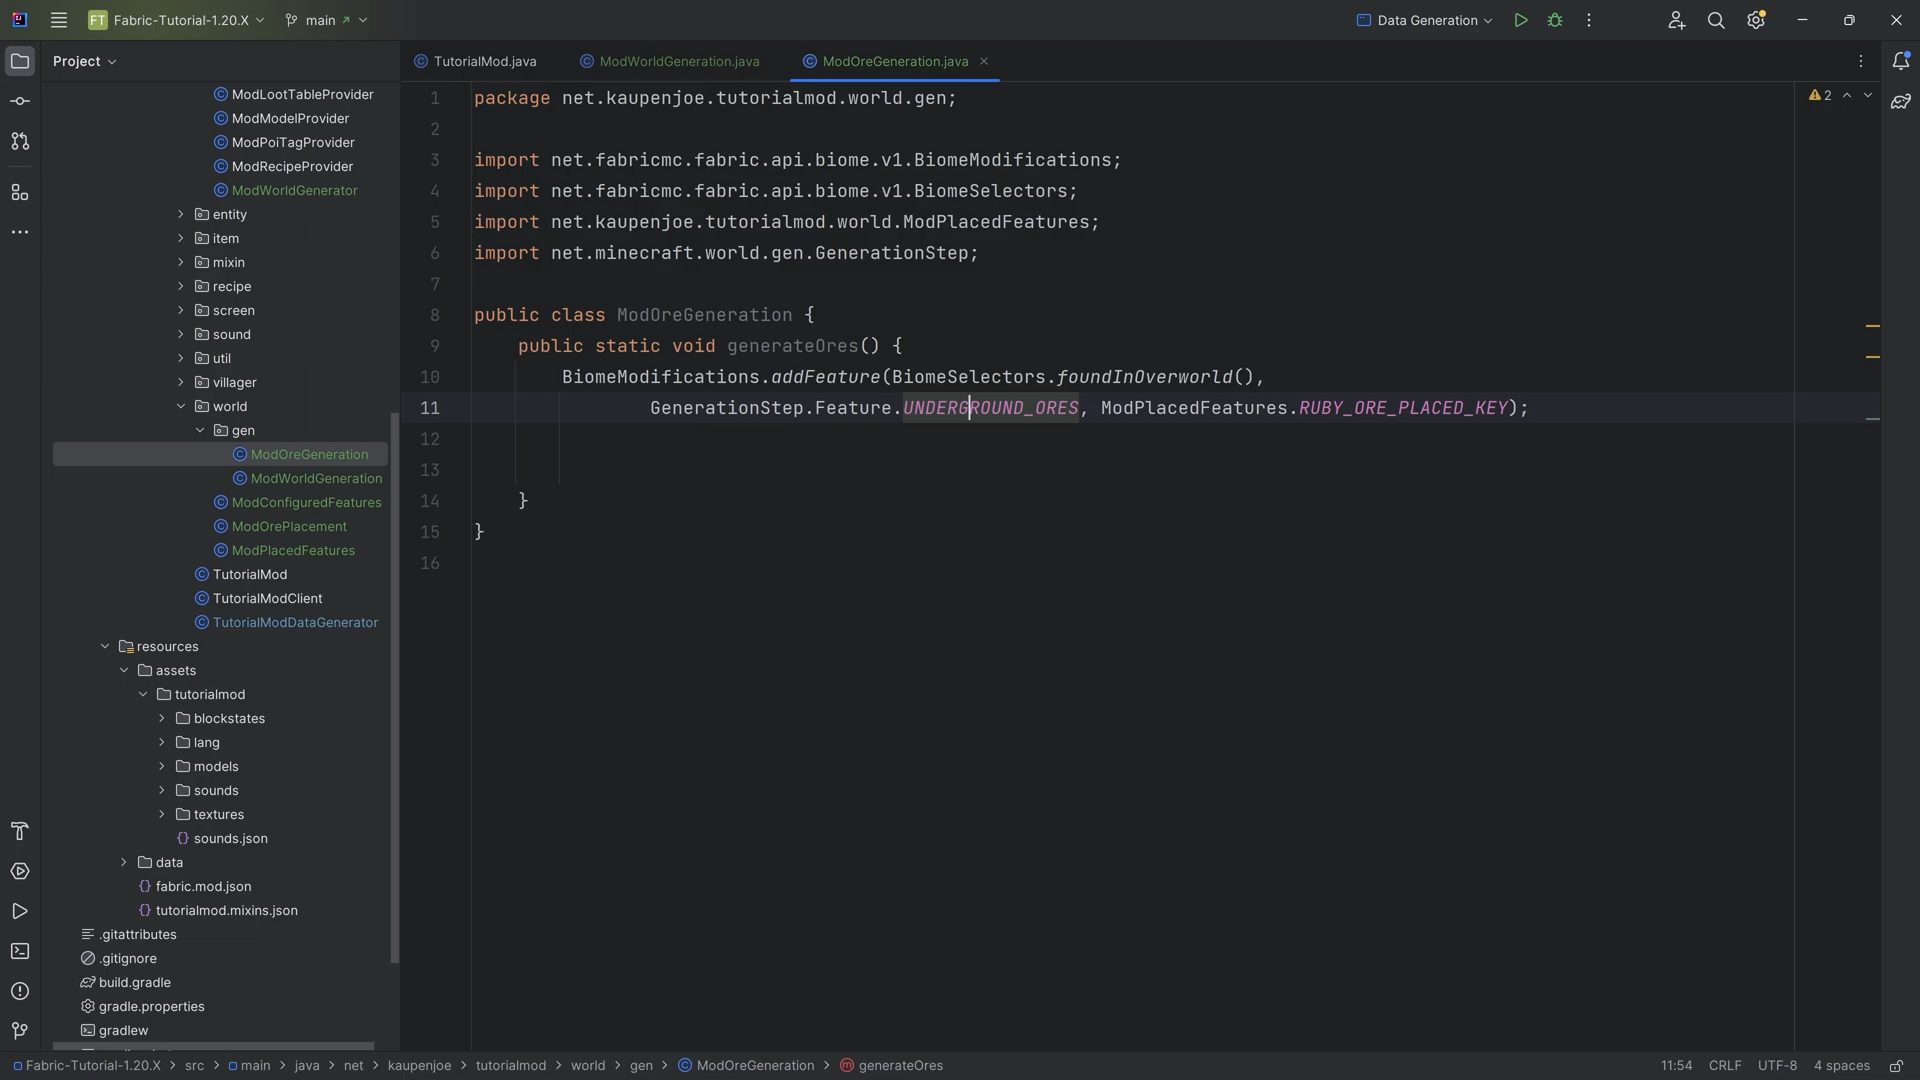 FT Fabric-Tutorial-1.20.X main Data Generation
Project
TutorialMod.java ModWorldGeneration.java ModOreGeneration.java
ModLootTableProvider
ModModelProvider
ModPoiTagProvider
ModRecipeProvider
ModWorldGenerator
entity
item
mixin
recipe
screen
sound
util
villager
world
gen
ModOreGeneration
ModWorldGeneration
ModConfiguredFeatures
ModOrePlacement
ModPlacedFeatures
TutorialMod
TutorialModClient
TutorialModDataGenerator
resources
assets
tutorialmod
blockstates
lang
models
sounds
textures
sounds.json
data
fabric.mod.json
tutorialmod.mixins.json
.gitattributes
.gitignore
build.gradle
gradle.properties
gradlew
1 package net.kaupenjoe.tutorialmod.world.gen;
2
3 import net.fabricmc.fabric.api.biome.v1.BiomeModifications;
4 import net.fabricmc.fabric.api.biome.v1.BiomeSelectors;
5 import net.kaupenjoe.tutorialmod.world.ModPlacedFeatures;
6 import net.minecraft.world.gen.GenerationStep;
7
8 public class ModOreGeneration {
9 public static void generateOres() {
10 BiomeModifications.addFeature(BiomeSelectors.foundInOverworld(),
11 GenerationStep.Feature.UNDERGROUND_ORES, ModPlacedFeatures.RUBY_ORE_PLACED_KEY);
12
13
14 }
15 }
16
2
Fabric-Tutorial-1.20.X > src > main > java > net > kaupenjoe > tutorialmod > world > gen > ModOreGeneration > generateOres 11:54 CRLF UTF-8 4 spaces